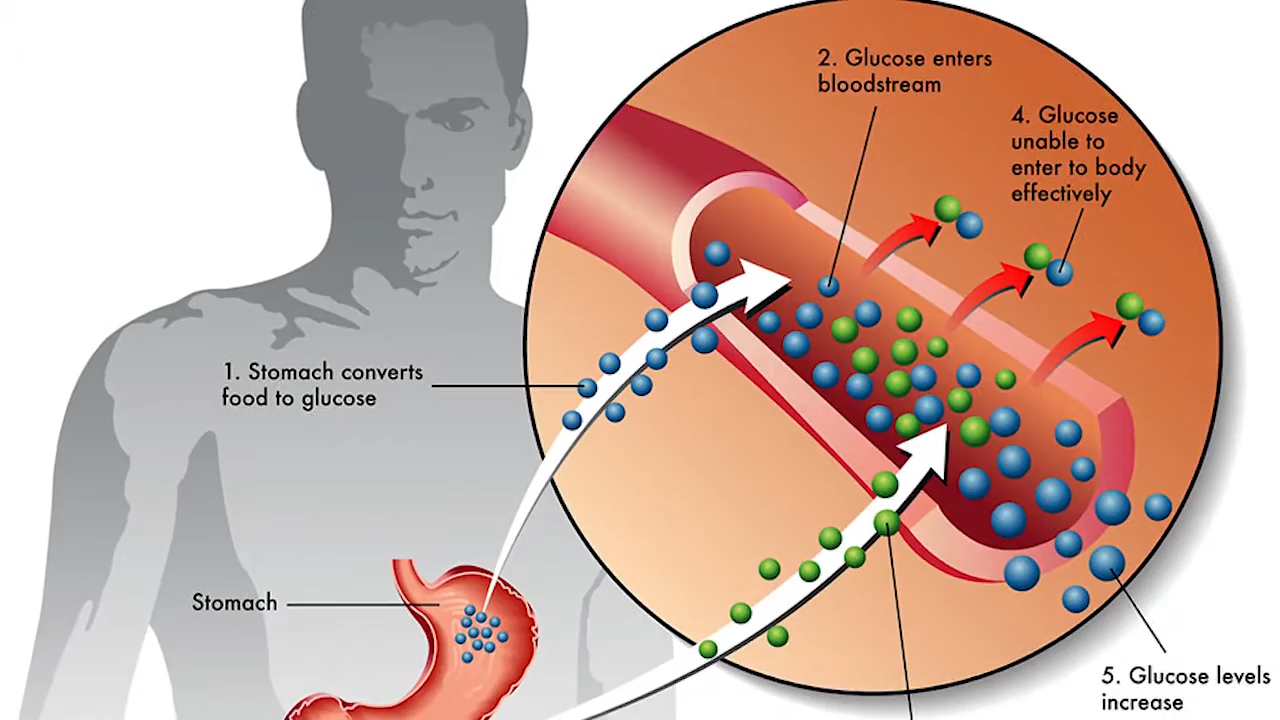 2. Glucose enters
bloodstream
4. Glucose
unable to
enter to body
effectively
1. Stomach converts
food to glucose
Stomach
5. Glucose levels
increase